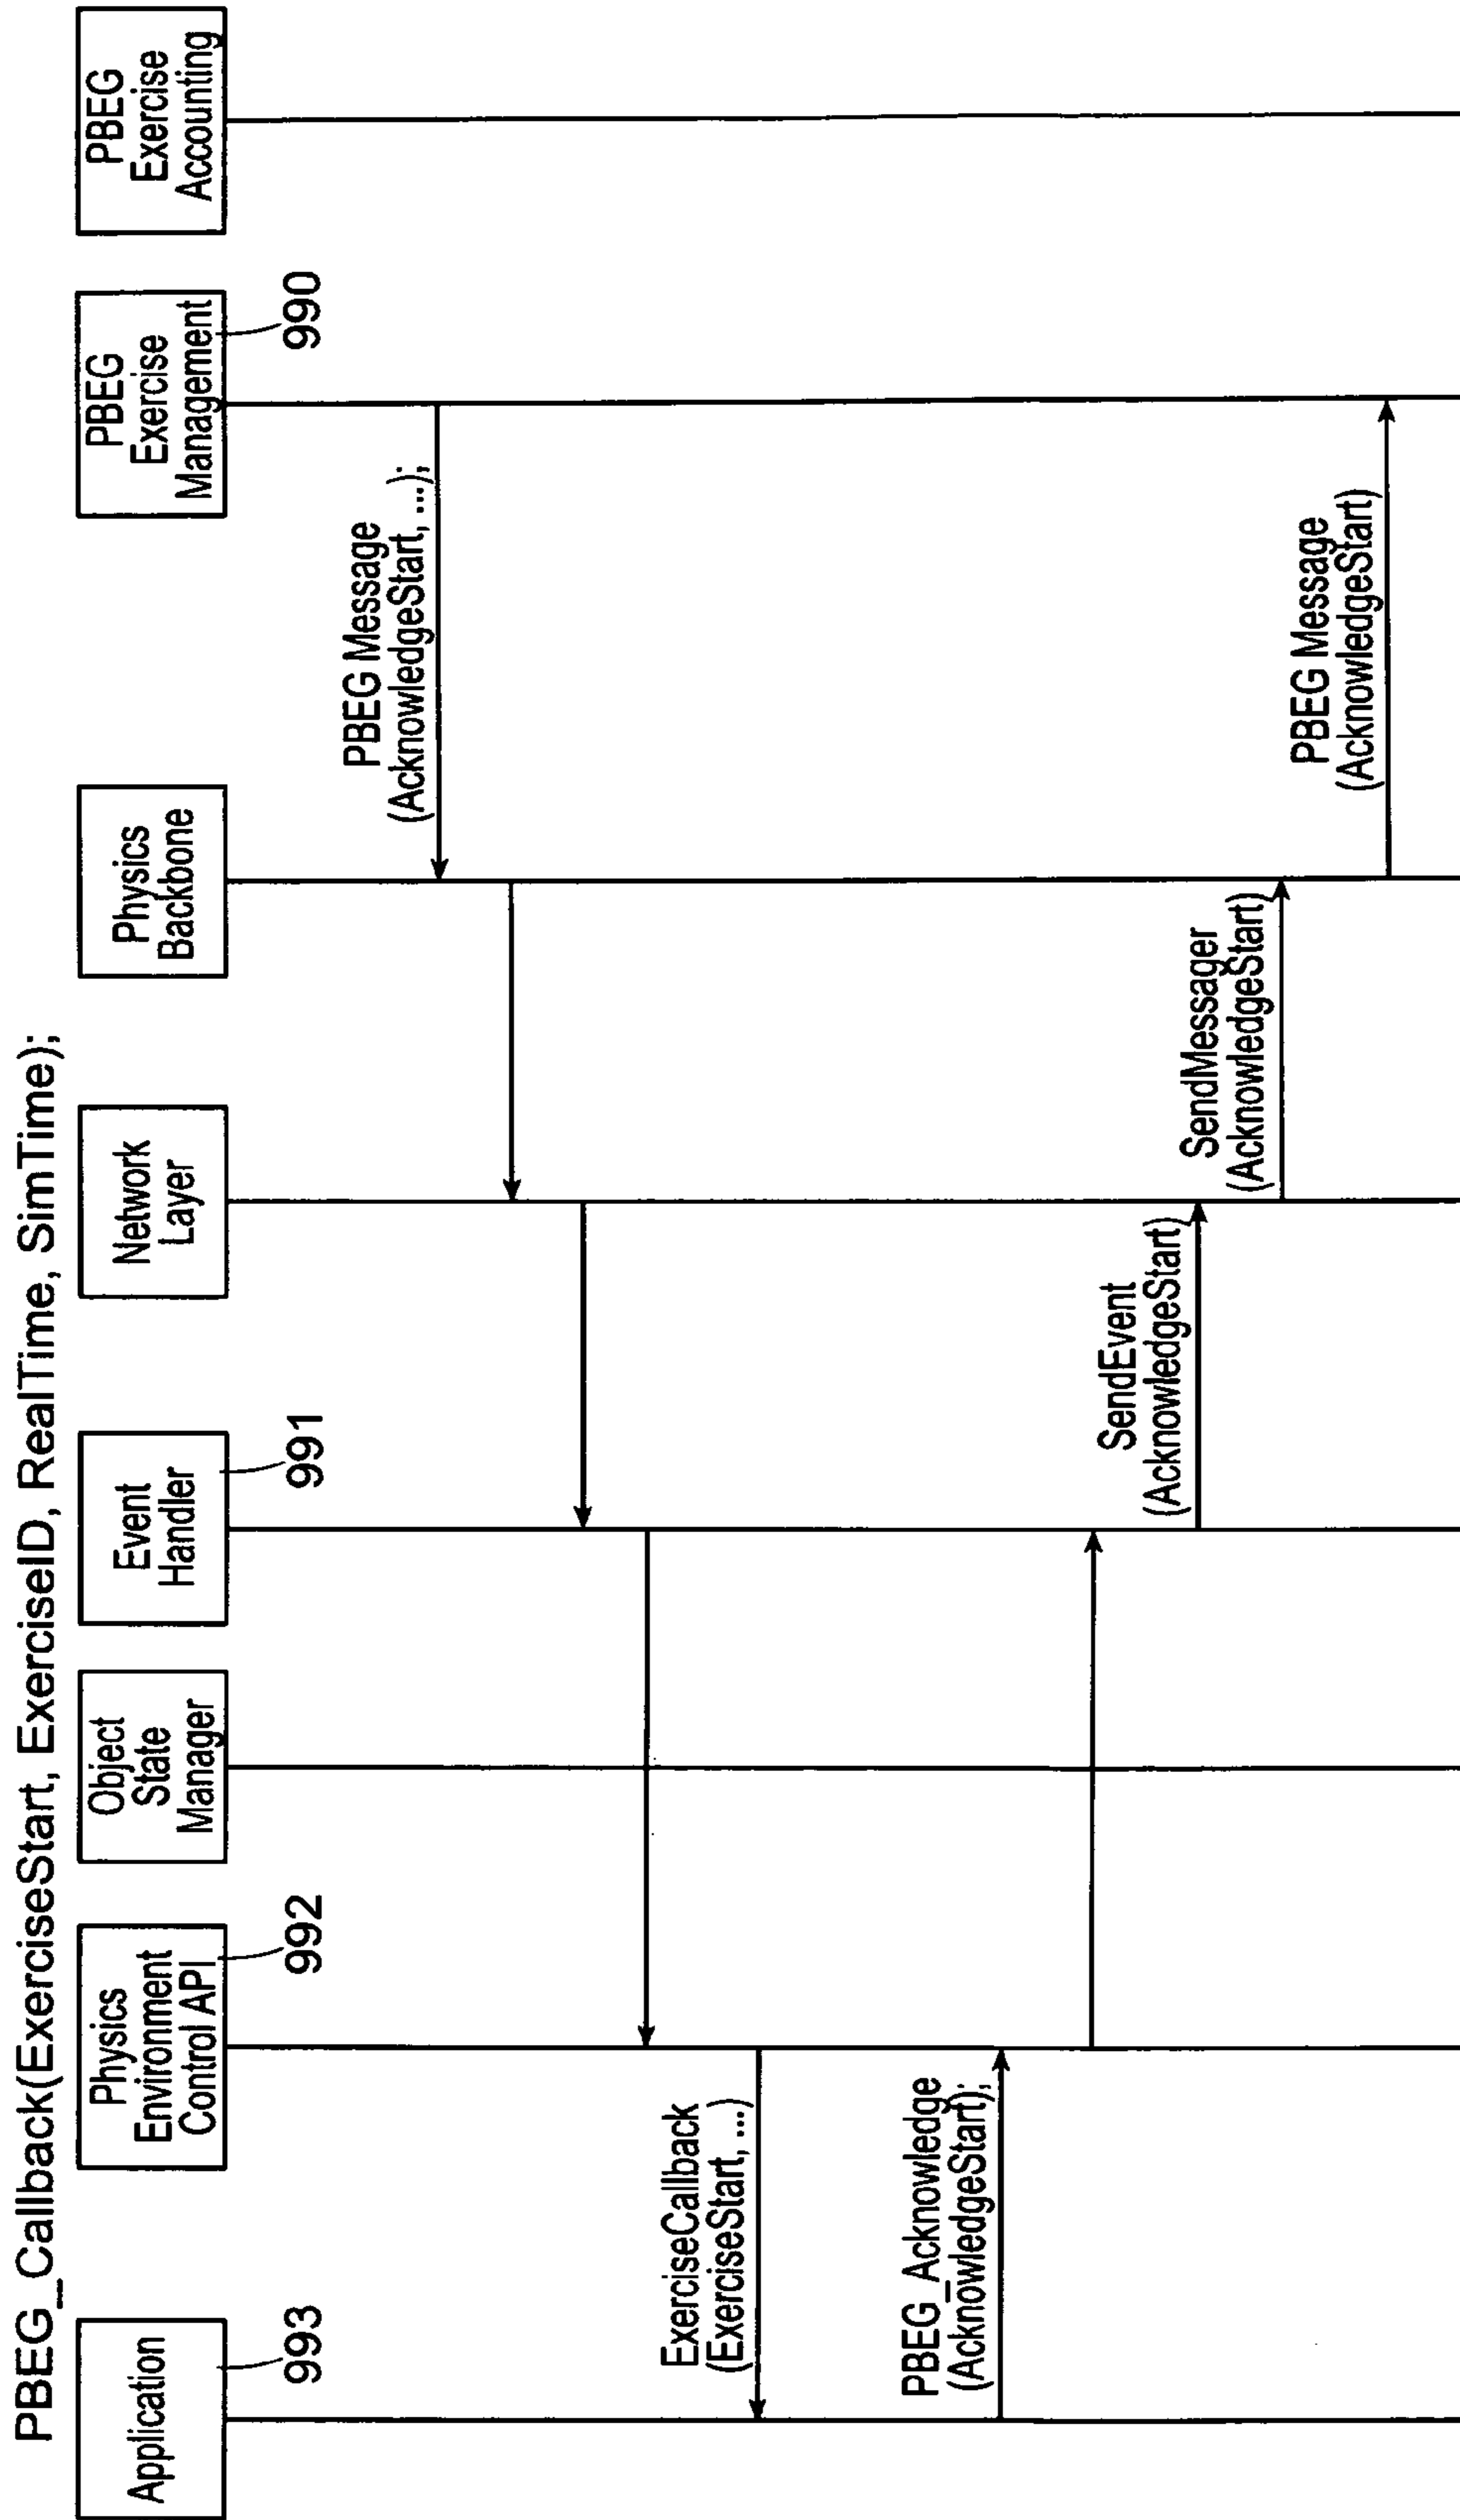 PBEG_Callback(ExerciseStart, ExerciseID, RealTime, SimTime);
Application
993
Physics
Environment
Control API
992
Object
State
Manager
Event
Handler
991
Network
Layer
Physics
Backbone
PBEG
Exercise
Management
990
PBEG
Exercise
Accounting
PBEG Message
(AcknowledgeStart, ...);
ExerciseCallback
(ExerciseStart, ...)
PBEG_Acknowledge
(AcknowledgeStart);
SendEvent
(AcknowledgeStart)
SendMessager
(AcknowledgeStart)
PBEG Message
(AcknowledgeStart)